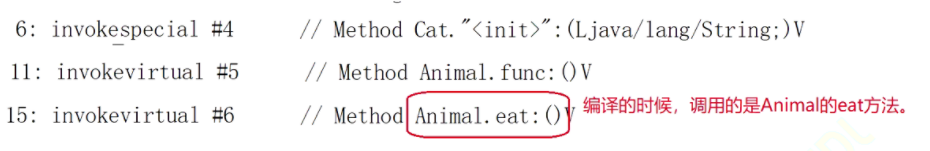 6: invokespecial #4 // Method Cat."<init>":(Ljava/lang/String;)V
11: invokevirtual #5 // Method Animal.func:()V
15: invokevirtual #6 // Method Animal.eat:()V 编译的时候，调用的是Animal的eat方法。